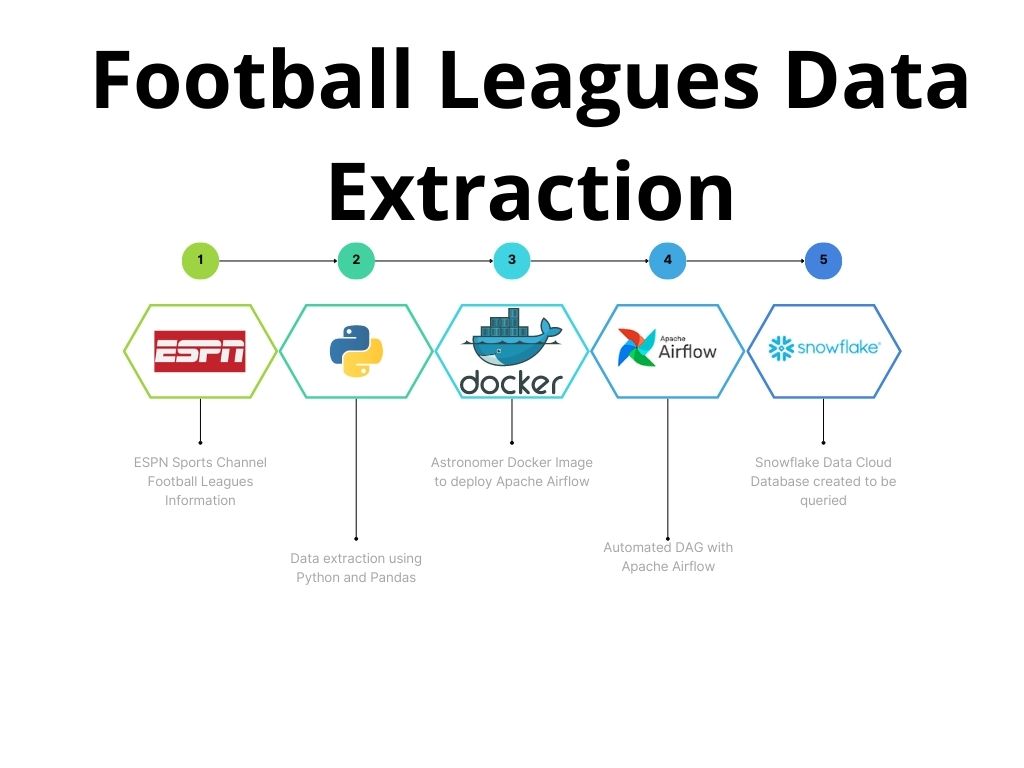 Football Leagues Data
Extraction
1
2
3
4
5
ESPN
docker
Apache
Airflow
snowflake®
ESPN Sports Channel
Football Leagues
Information
Data extraction using
Python and Pandas
Astronomer Docker Image
to deploy Apache Airflow
Automated DAG with
Apache Airflow
Snowflake Data Cloud
Database created to be
queried